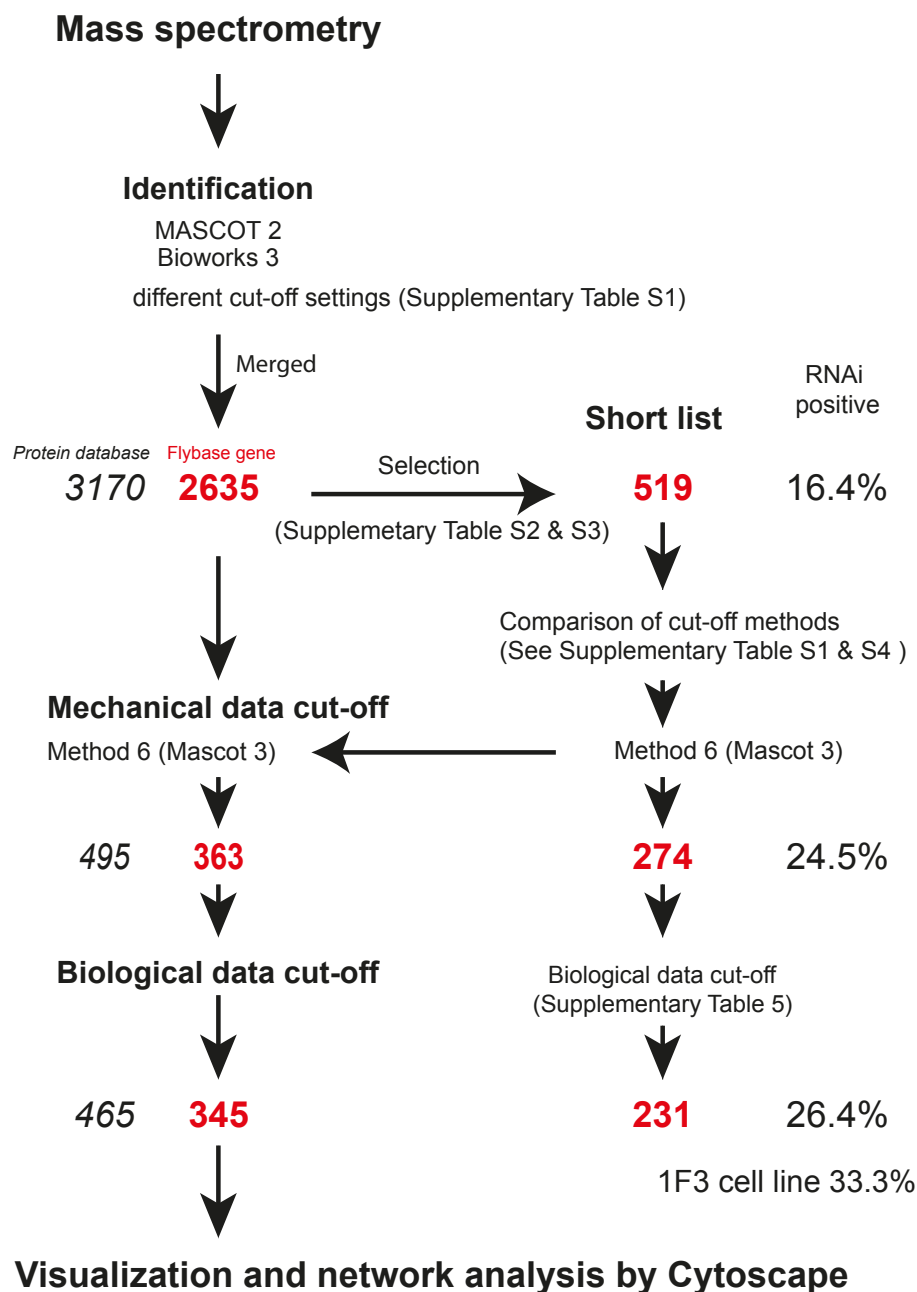 Mass spectrometry
Identification
MASCOT 2
Bioworks 3
different cut-off settings (Supplementary Table S1)
Merged
RNAi
positive
Short list
Protein database Flybase gene
Selection
3170 2635 519 16.4%
(Supplemetary Table S2 & S3)
Comparison of cut-off methods
(See Supplementary Table S1 & S4 )
Mechanical data cut-off
Method 6 (Mascot 3) Method 6 (Mascot 3)
495 363 274 24.5%
Biological data cut-off
Biological data cut-off
(Supplementary Table 5)
465 345 231 26.4%
1F3 cell line 33.3%
Visualization and network analysis by Cytoscape